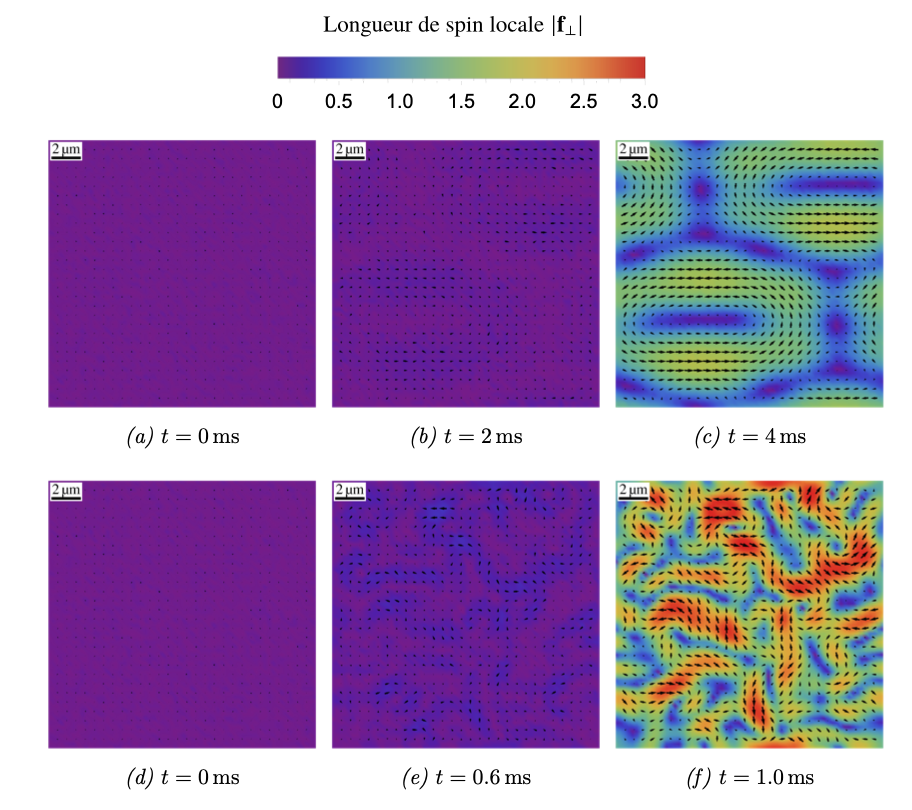 Longueur de spin locale |f⊥|
0 0.5 1.0 1.5 2.0 2.5 3.0
2 μm 2 μm 2 μm
(a) t = 0 ms (b) t = 2 ms (c) t = 4 ms
2 μm 2 μm 2 μm
(d) t = 0 ms (e) t = 0.6 ms (f) t = 1.0 ms